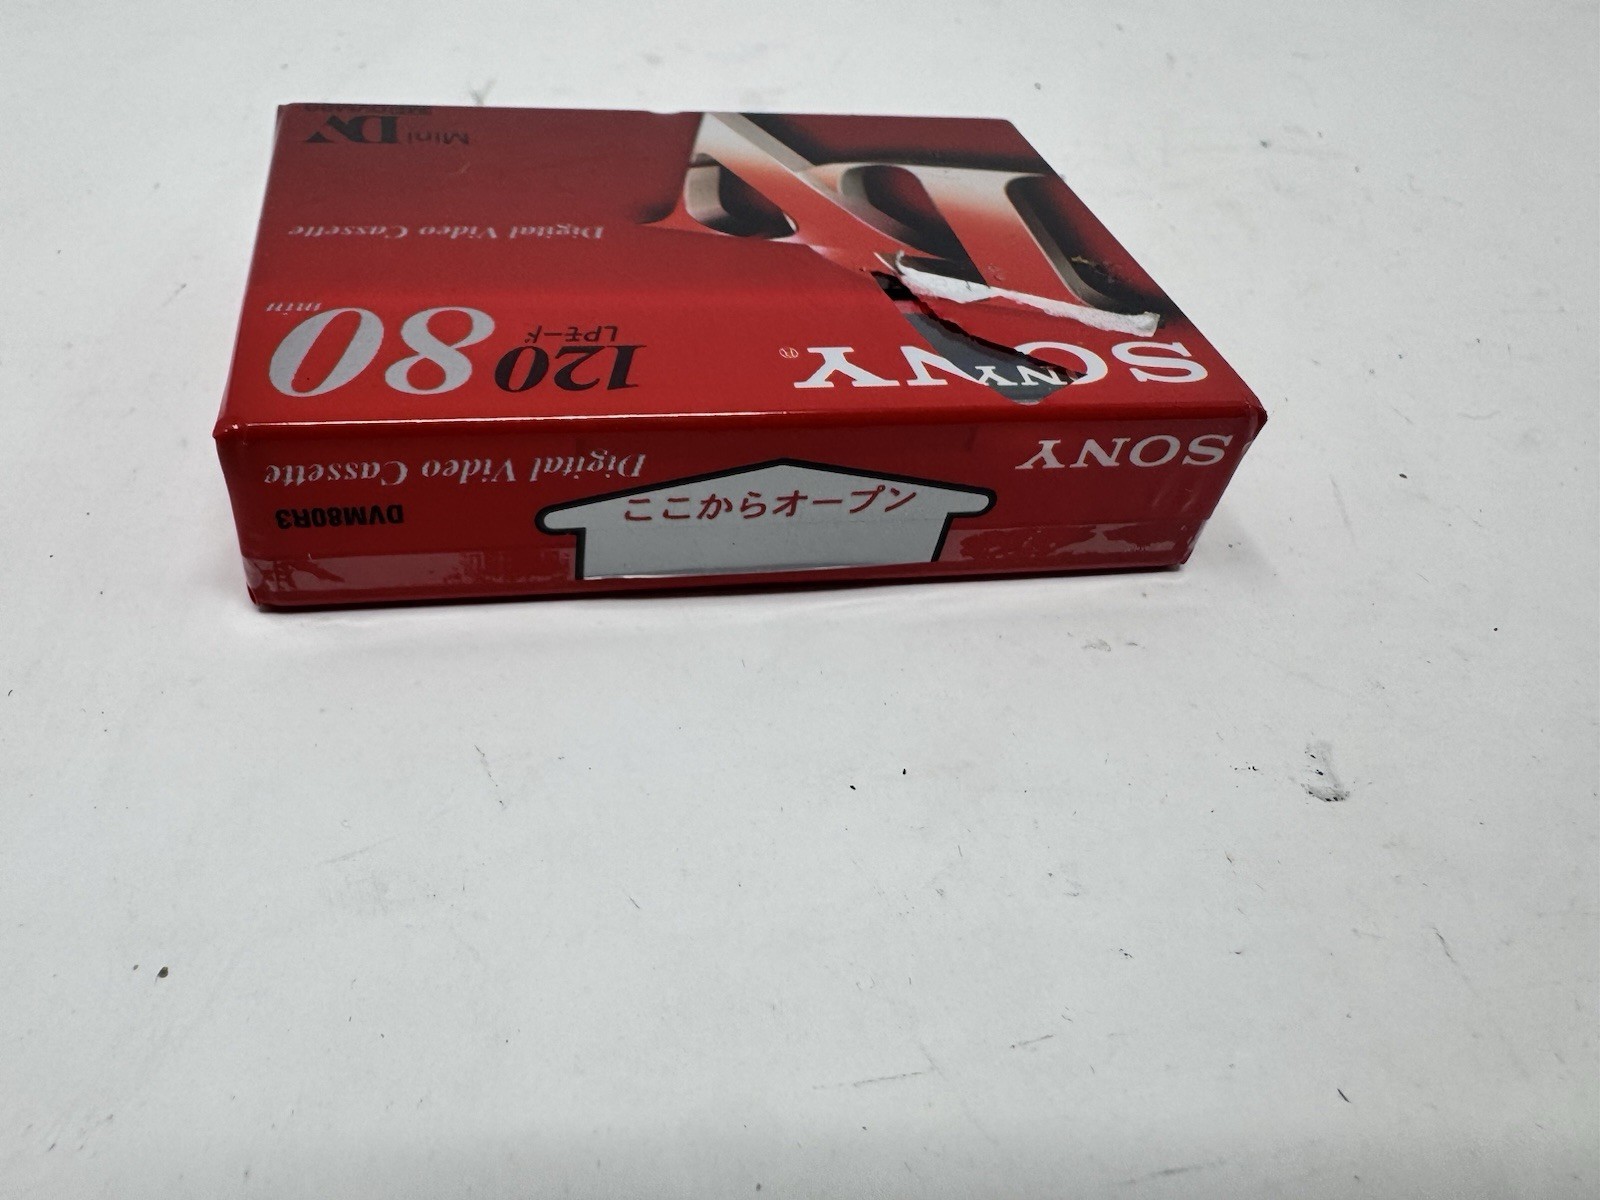 Mini DV
Digital Video Cassette
80 min
120
LPモード
SONY
SONY
SONY
Digital Video Cassette
DVM80R3
ここからオープン